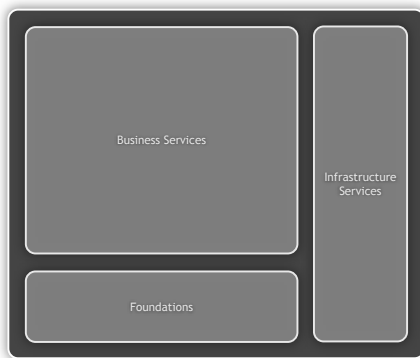 Business Services
Infrastructure
Services
Foundations